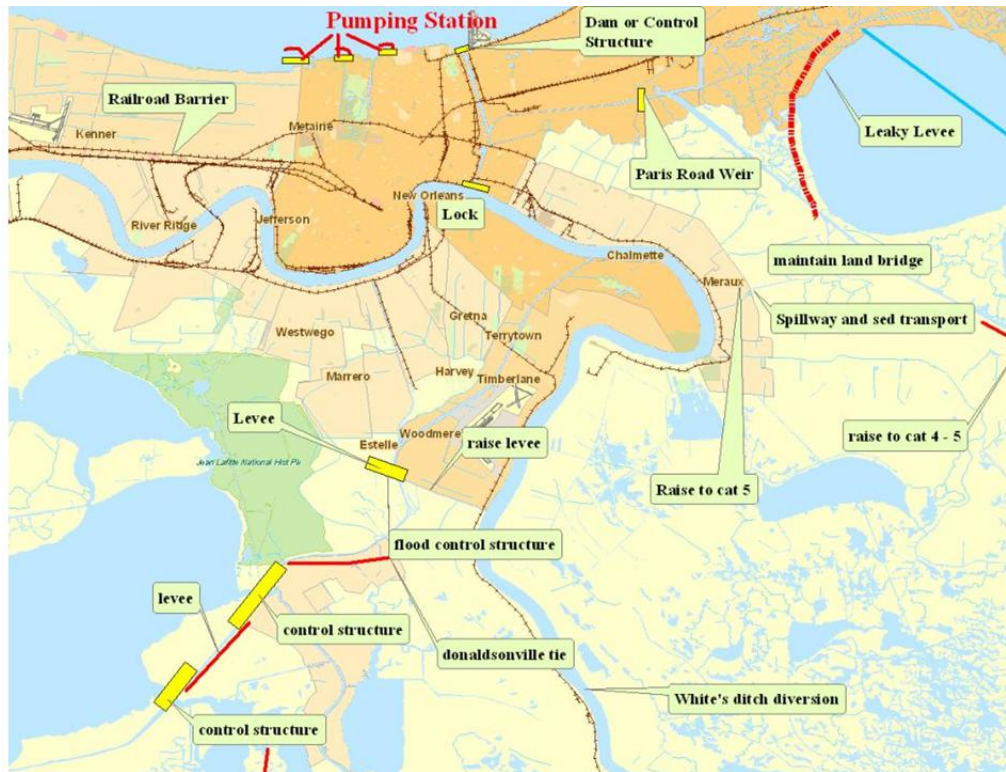 Pumping Station
Dam or Control
Structure
Railroad Barrier
Kenner
Metairie
Leaky Levee
Paris Road Weir
New Orleans
Lock
River Ridge
Jefferson
Chalmette
maintain land bridge
Meraux
Spillway and sed transport
Gretna
Westwego
Terrytown
Marrero
Harvey
Timberlane
Levee
Woodmere
Estelle
raise levee
raise to cat 4 - 5
Jean Lafitte National Hist Pk
Raise to cat 5
flood control structure
levee
control structure
donaldsonville tie
White's ditch diversion
control structure